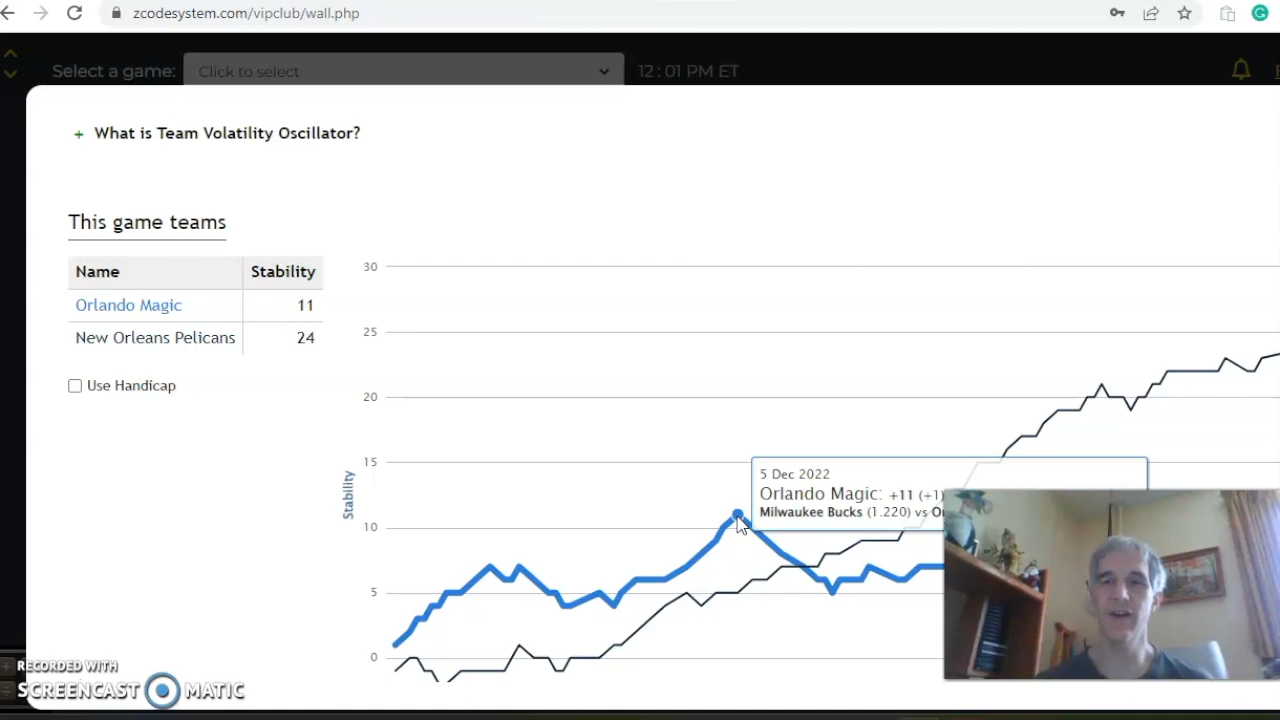 zcodesystem.com/vipclub/wall.php
Select a game: Click to select 12:01 PM ET
+ What is Team Volatility Oscillator?
This game teams
Name Stability
Orlando Magic 11
New Orleans Pelicans 24
Use Handicap
30
25
20
15
10
5
0
Stability
5 Dec 2022
Orlando Magic: +11 (+1)
Milwaukee Bucks (1.220) vs
RECORDED WITH
SCREENCAST MATIC